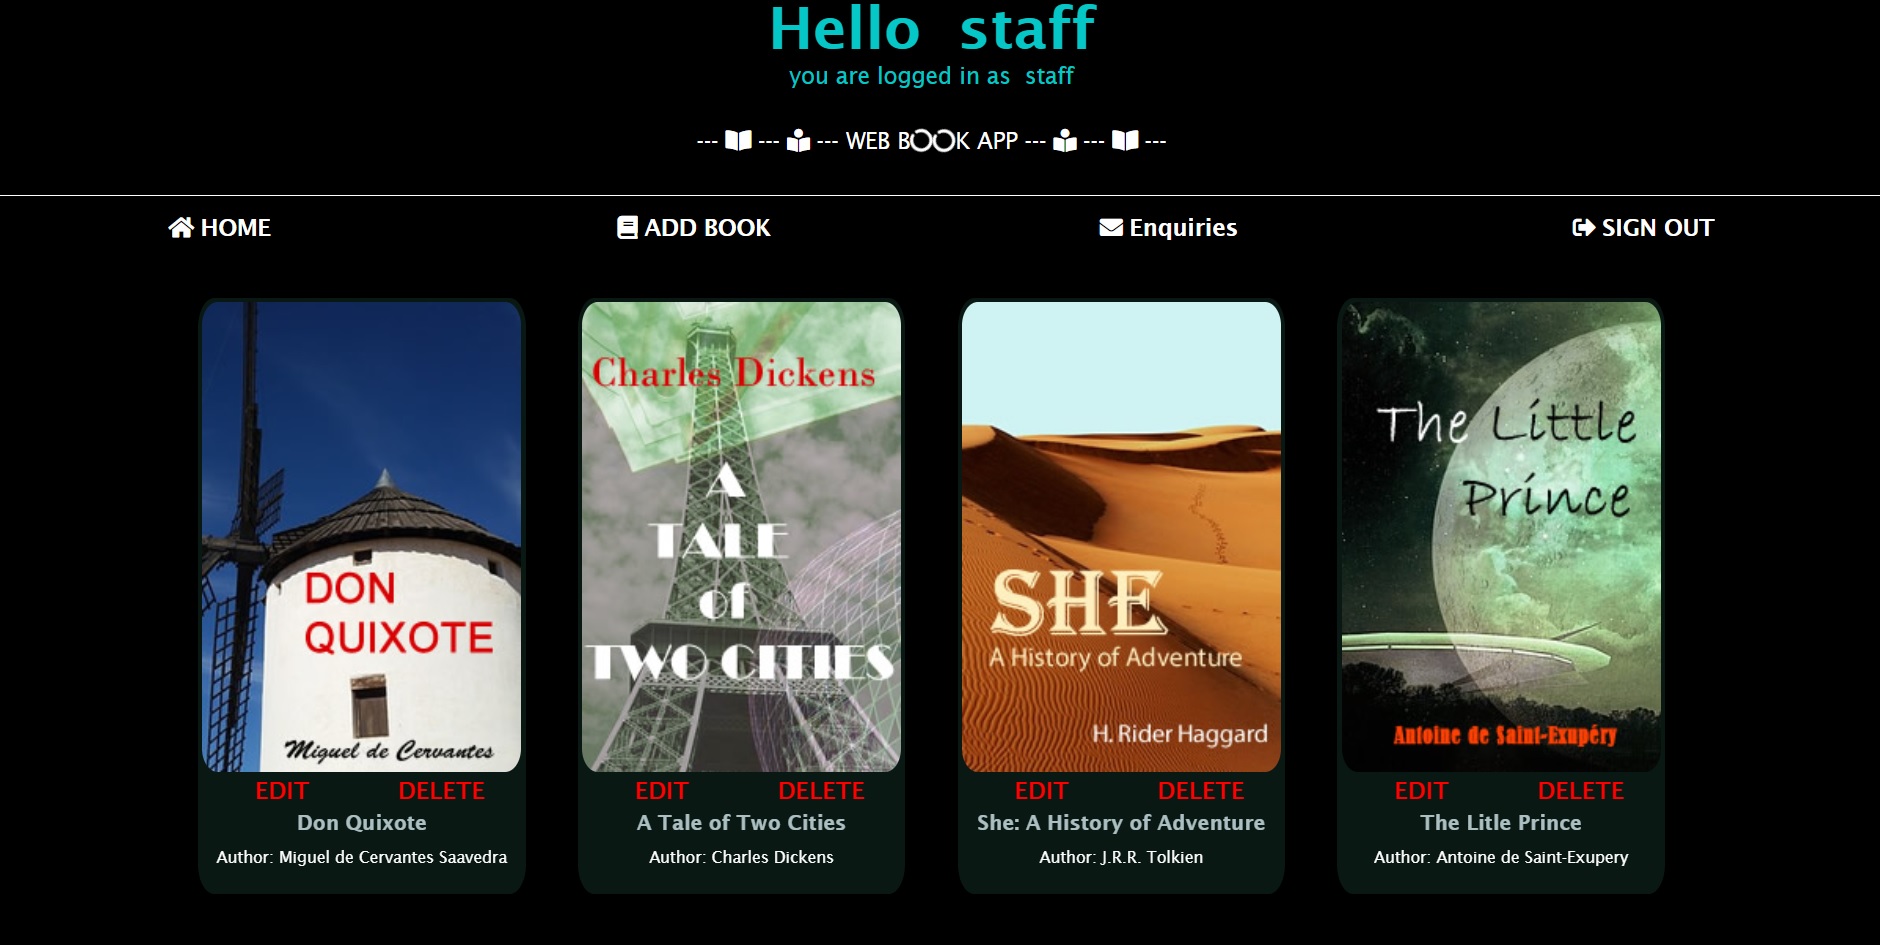 Hello staff
you are logged in as staff
--- --- --- WEB BOOK APP --- --- ---
HOME ADD BOOK Enquiries SIGN OUT
DON
QUIXOTE
Miguel de Cervantes
EDIT DELETE
Don Quixote
Author: Miguel de Cervantes Saavedra
Charles Dickens
A
TALE
of
TWO CITIES
EDIT DELETE
A Tale of Two Cities
Author: Charles Dickens
SHE
A History of Adventure
H. Rider Haggard
EDIT DELETE
She: A History of Adventure
Author: J.R.R. Tolkien
The Little
Prince
Antoine de Saint-Exupéry
EDIT DELETE
The Litle Prince
Author: Antoine de Saint-Exupery